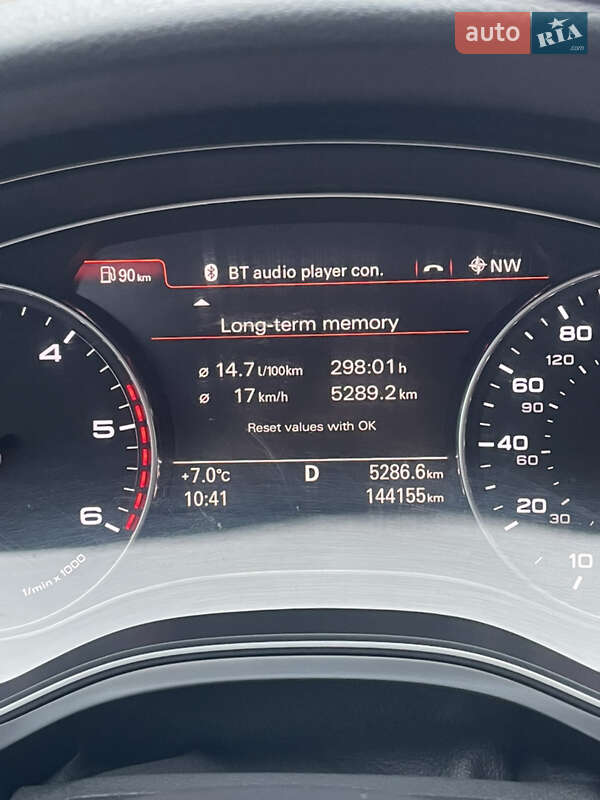 auto RIA .com
90 km
BT audio player con.
NW
Long-term memory
ø 14.7 l/100km 298:01 h
ø 17 km/h 5289.2 km
Reset values with OK
+7.0°C D 5286.6 km
10:41 144155 km
4
5
6
1/min x 1000
80
120
60
90
40
60
20
30
10